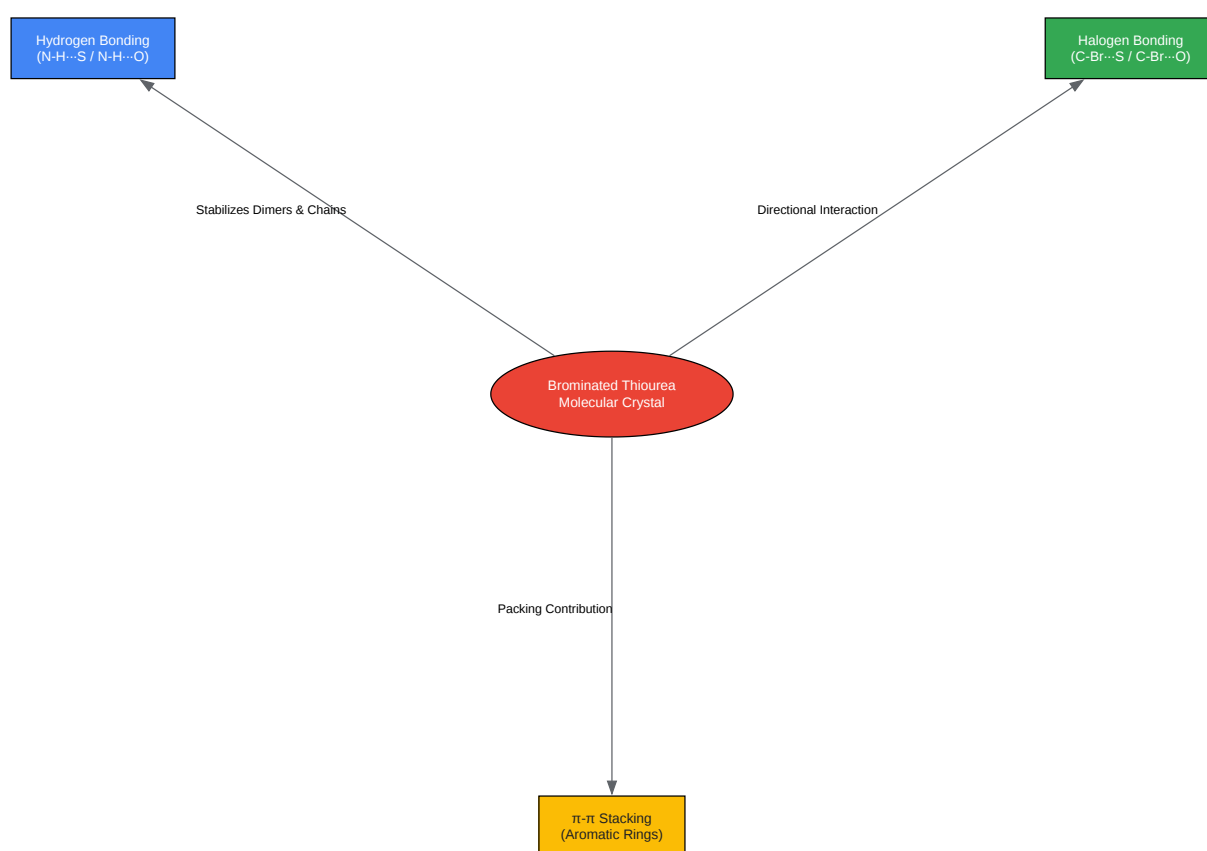 Hydrogen Bonding
(N-H···S / N-H···O)
Halogen Bonding
(C-Br···S / C-Br···O)
Stabilizes Dimers & Chains
Directional Interaction
Brominated Thiourea
Molecular Crystal
Packing Contribution
π-π Stacking
(Aromatic Rings)